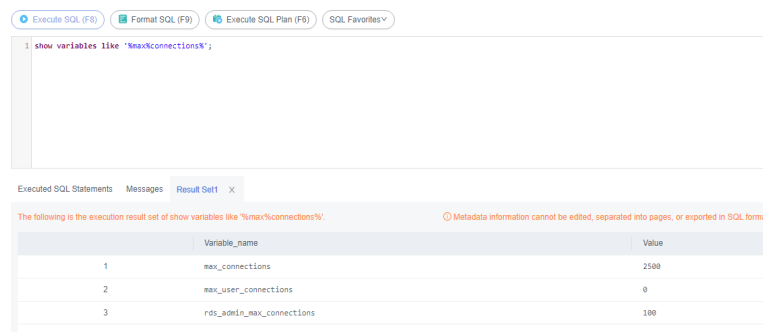 Execute SQL (F8) Format SQL (F9) Execute SQL Plan (F6) SQL Favorites
1 show variables like '%max%connections%';
Executed SQL Statements Messages Result Set1 X
The following is the execution result set of show variables like '%max%connections%'. Metadata information cannot be edited, separated into pages, or exported in SQL forma
Variable_name Value
1 max_connections 2500
2 max_user_connections 0
3 rds_admin_max_connections 100